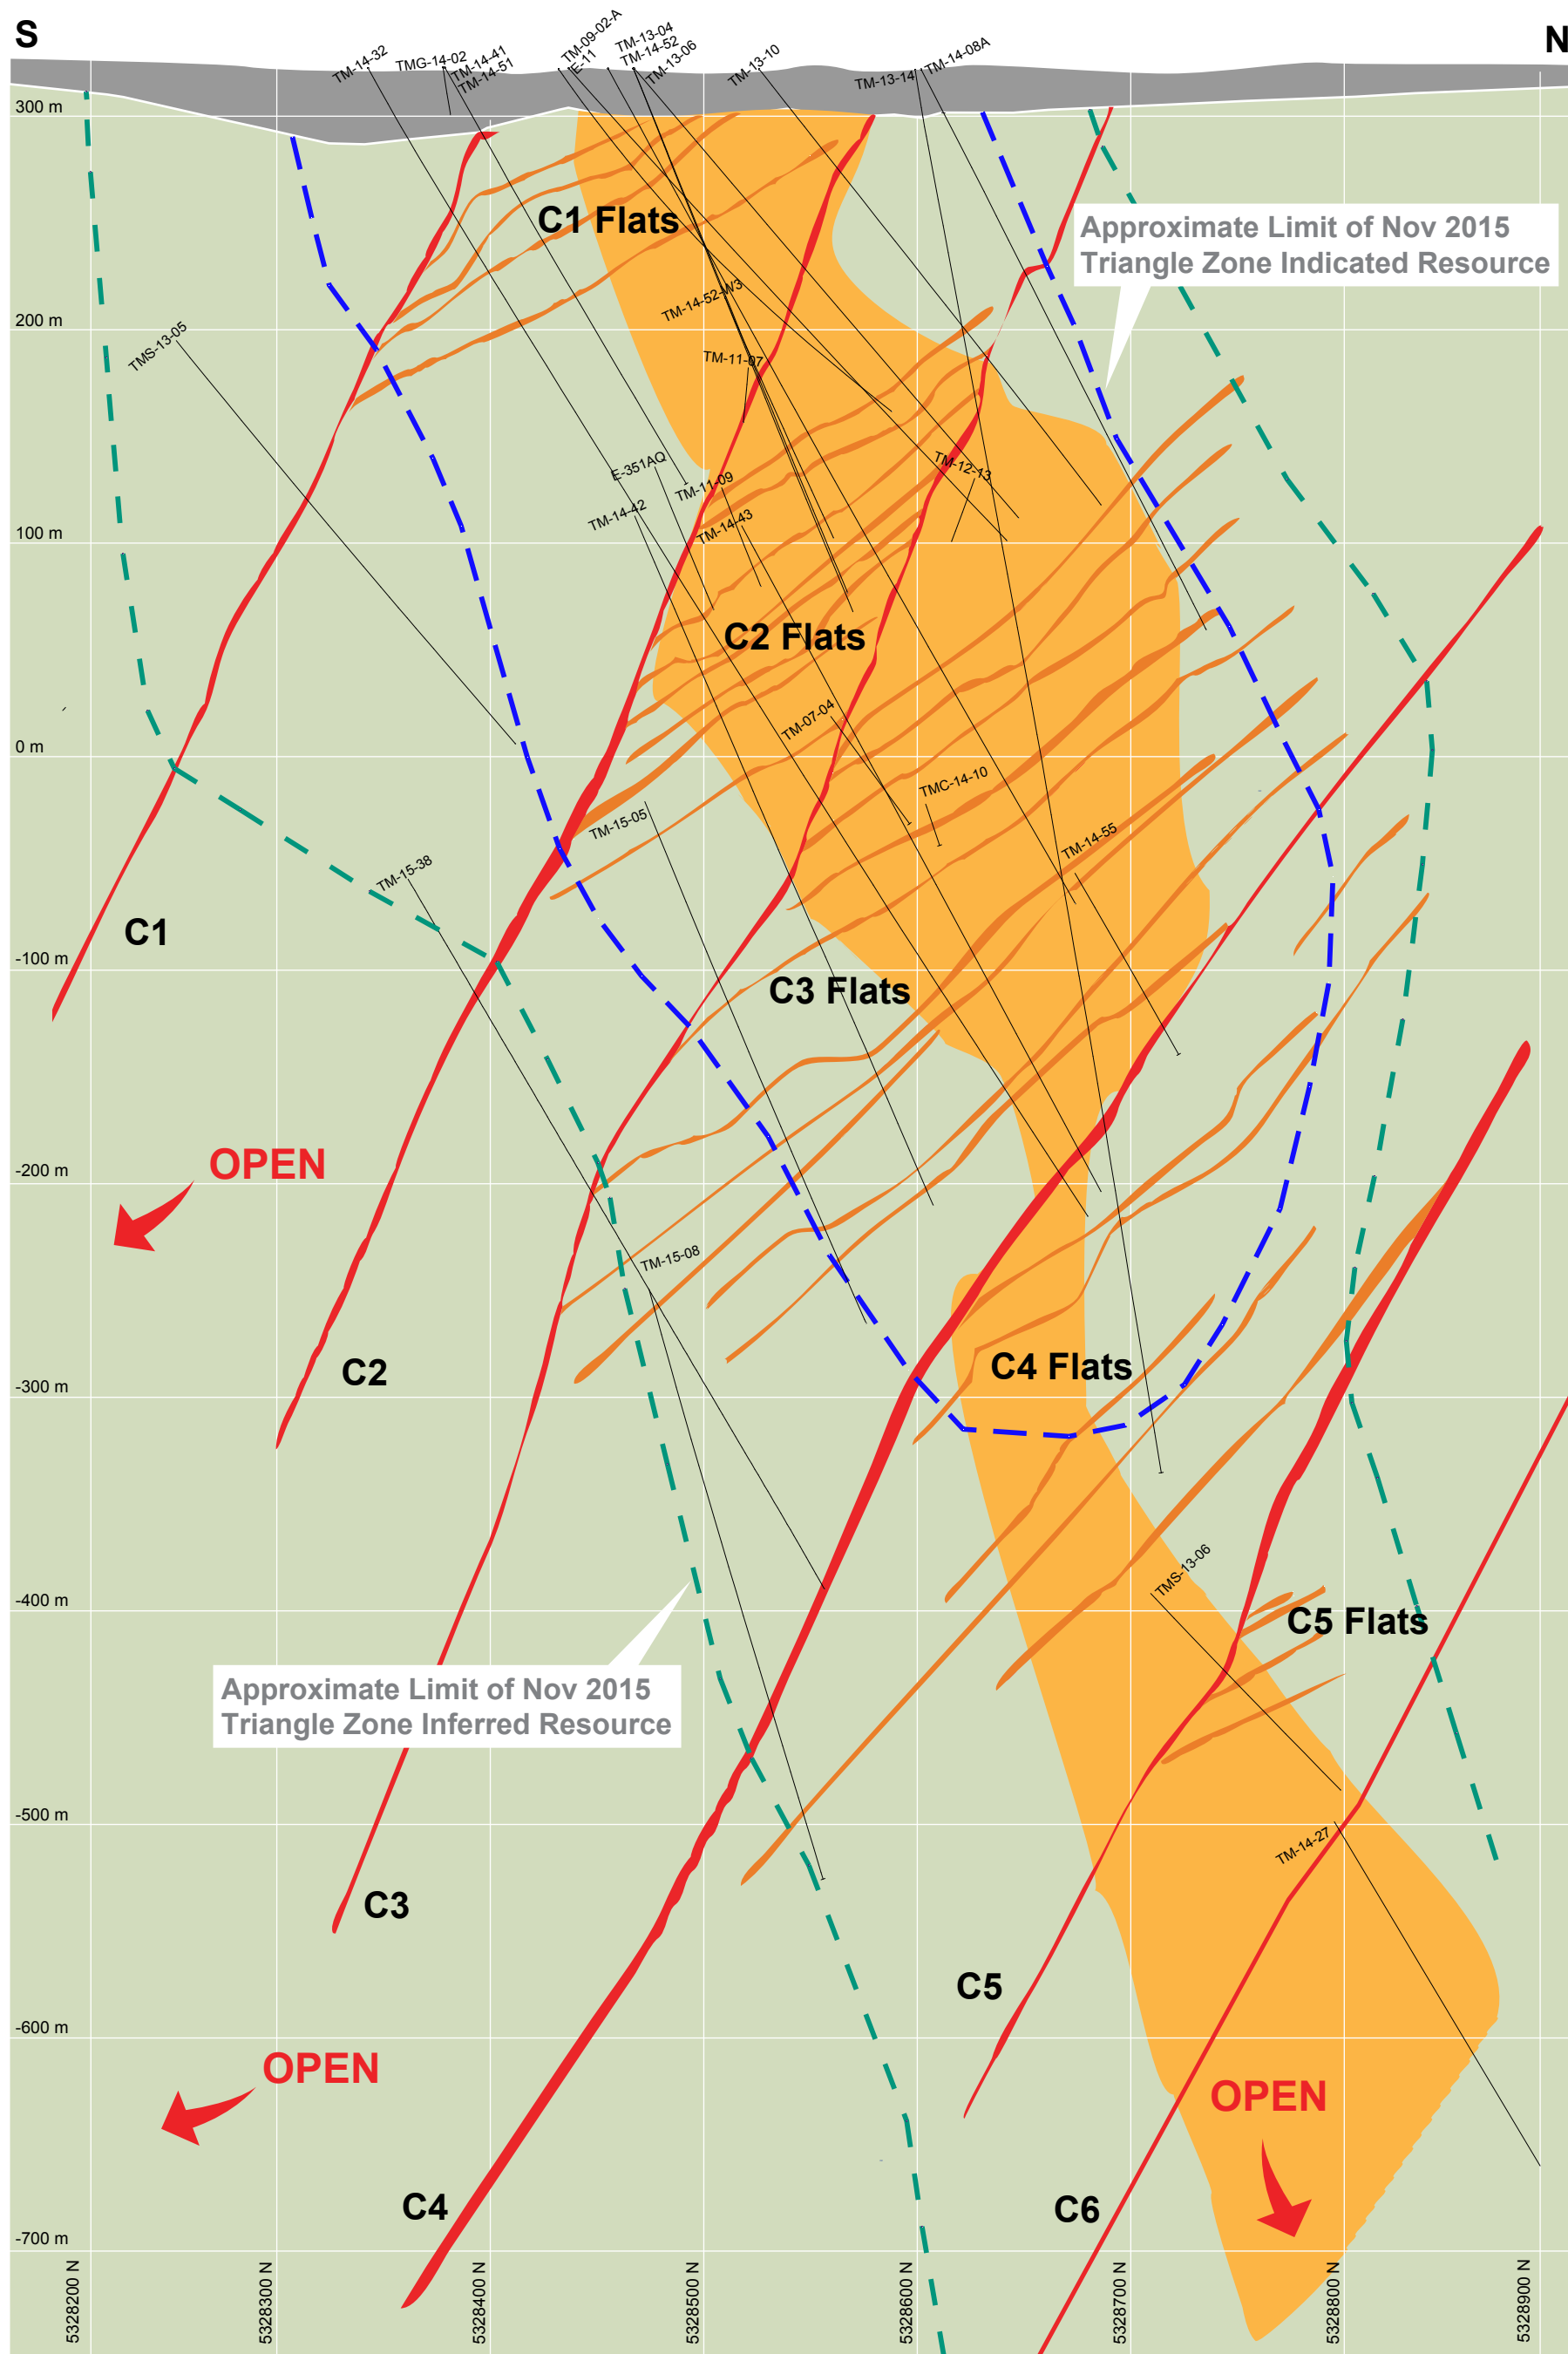 S
N
TM-14-32
TMG-14-02
TM-14-41
TM-14-51
TM-09-02-A
E-11
TM-13-04
TM-14-52
TM-13-06
TM-13-10
TM-13-14
TM-14-08A
300 m
C1 Flats
Approximate Limit of Nov 2015
Triangle Zone Indicated Resource
TM-14-52-W3
200 m
TMS-13-05
TM-11-07
E-351AQ
TM-11-09
TM-12-13
TM-14-42
TM-14-43
100 m
C2 Flats
TM-07-04
0 m
TMC-14-10
TM-15-05
TM-14-55
TM-15-38
C1
-100 m
C3 Flats
OPEN
-200 m
TM-15-08
C2
C4 Flats
-300 m
TMS-13-06
-400 m
C5 Flats
Approximate Limit of Nov 2015
Triangle Zone Inferred Resource
-500 m
TM-14-27
C3
C5
-600 m
OPEN
OPEN
C4
C6
-700 m
5328200 N
5328300 N
5328400 N
5328500 N
5328600 N
5328700 N
5328800 N
5328900 N